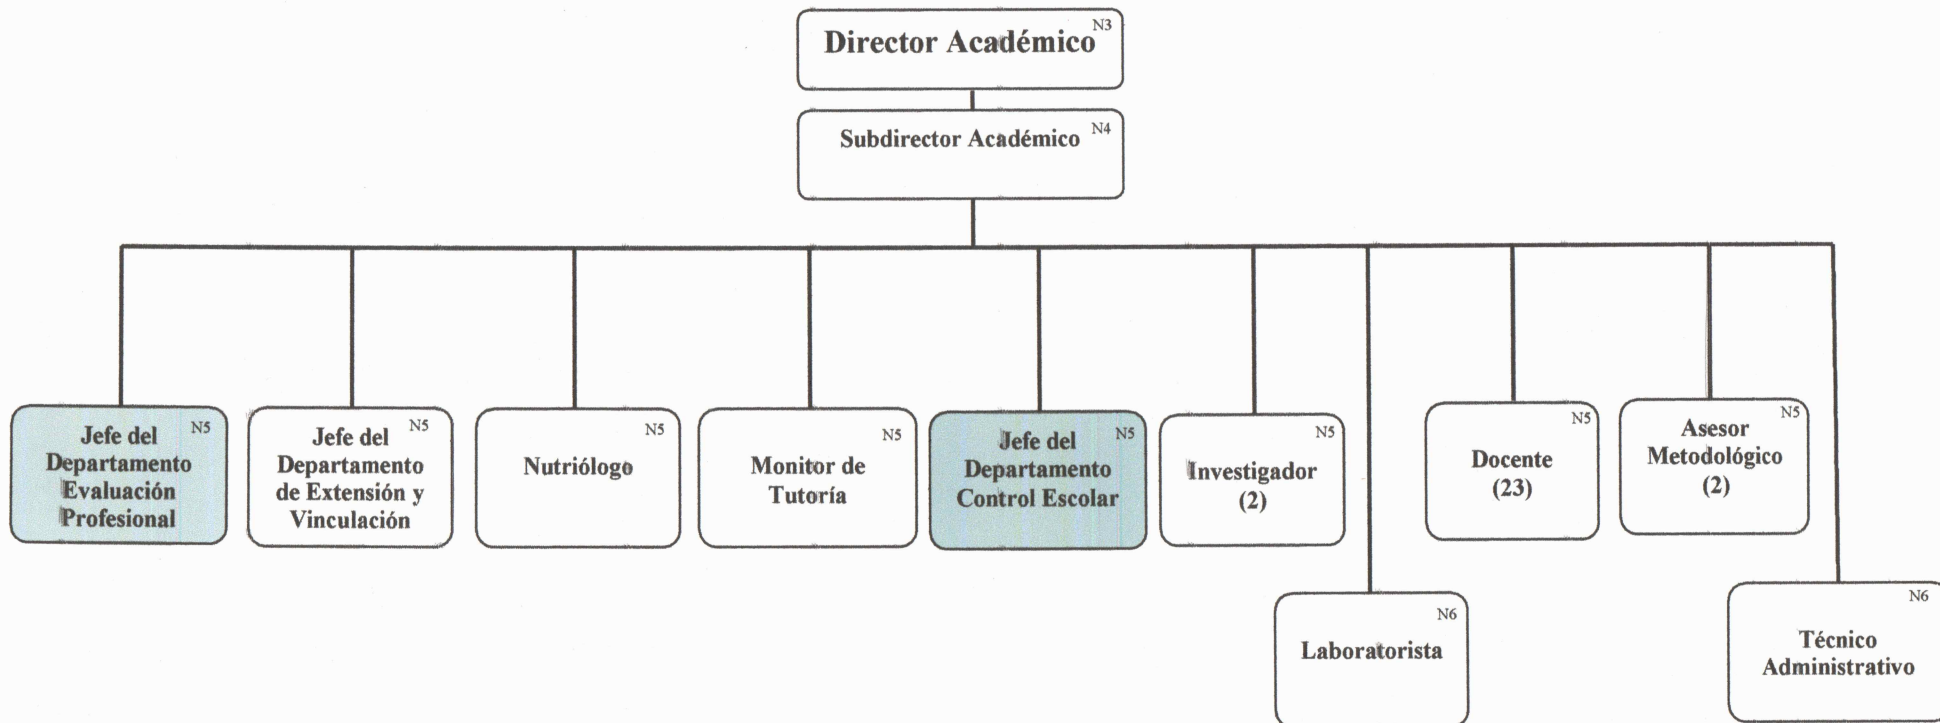 Director Académico N3
Subdirector Académico N4
Jefe del N5
Departamento
Evaluación
Profesional
Jefe del N5
Departamento
de Extensión y
Vinculación
N5
Nutriólogo
N5
Monitor de
Tutoría
Jefe del N5
Departamento
Control Escolar
N5
Investigador
(2)
N5
Docente
(23)
N5
Asesor
Metodológico
(2)
N6
Laboratorista
N6
Técnico
Administrativo